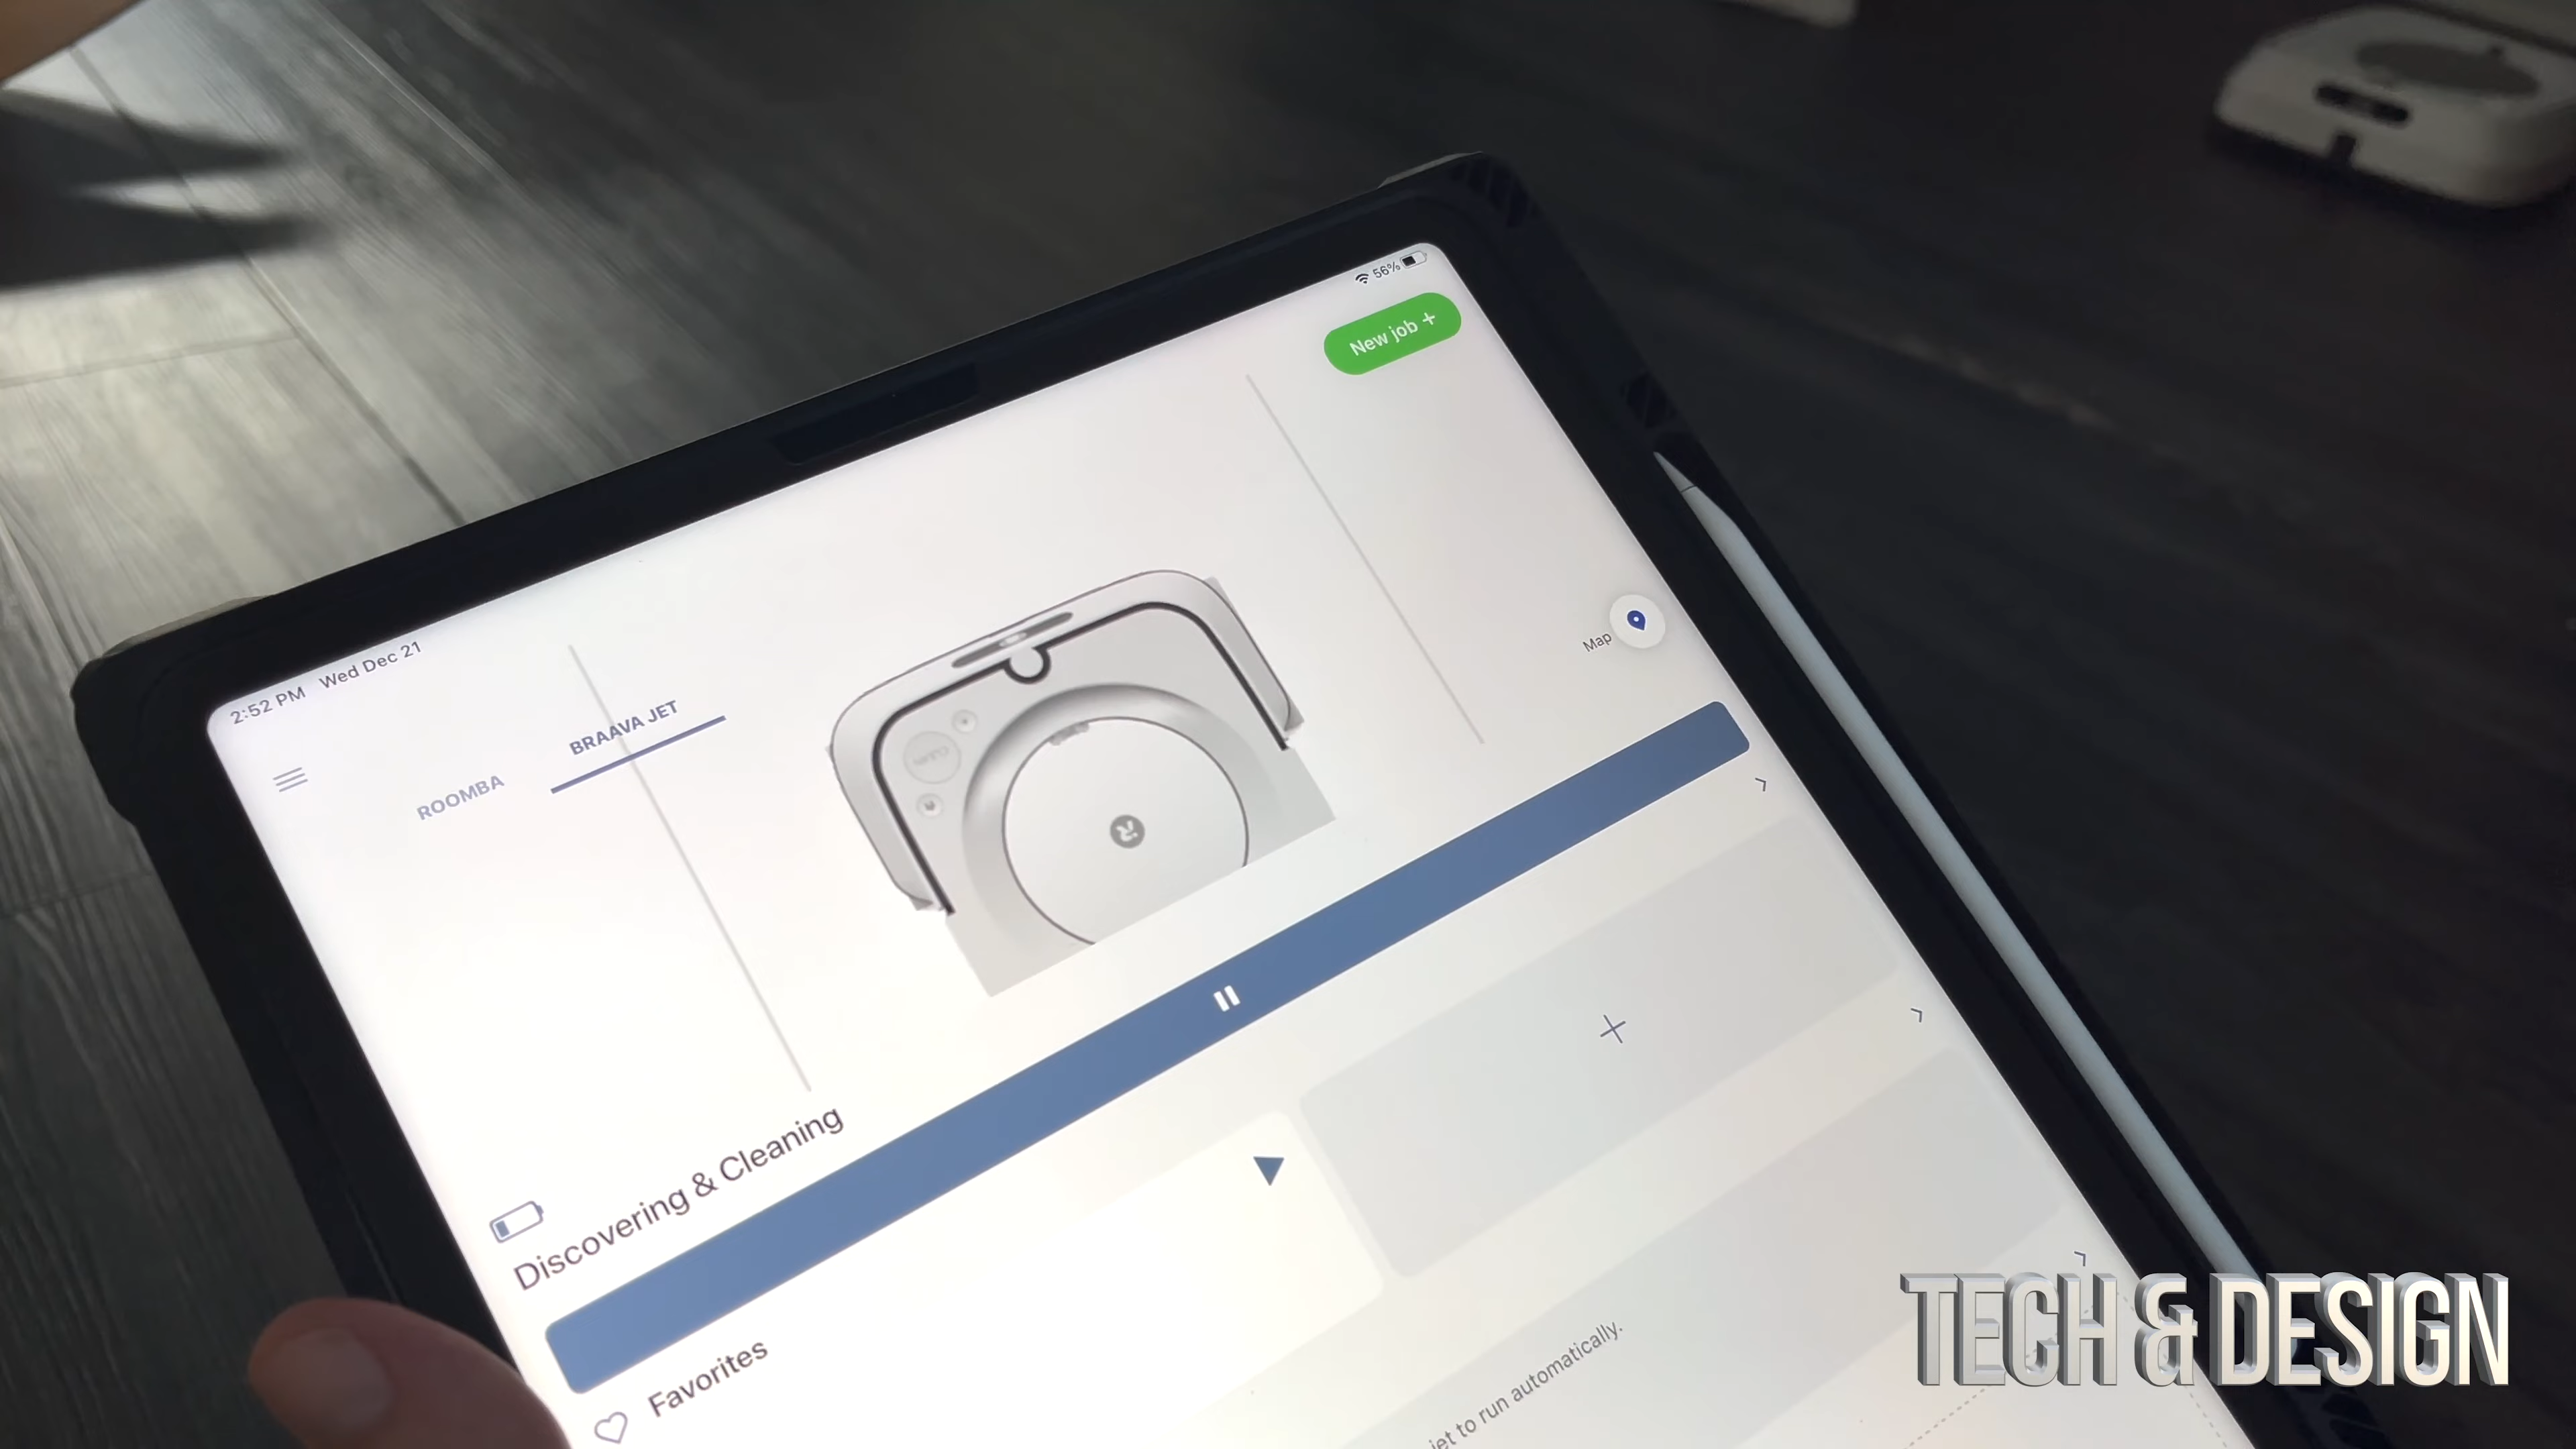 2:52 PM Wed Dec 21
56%
New job +
ROOMBA
BRAAVA JET
Map
Discovering & Cleaning
Favorites
jet to run automatically.
TECH & DESIGN